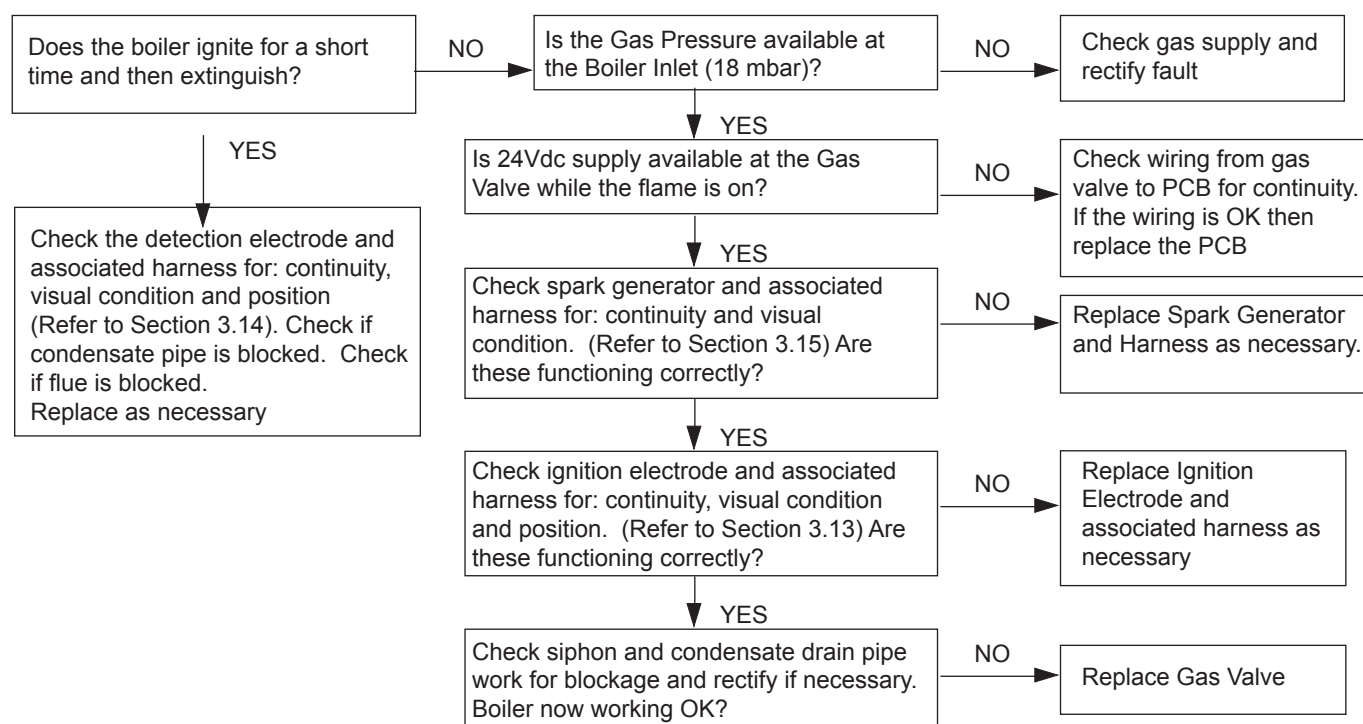 Does the boiler ignite for a short
time and then extinguish?
NO
Is the Gas Pressure available at
the Boiler Inlet (18 mbar)?
NO
Check gas supply and
rectify fault
YES
YES
Is 24Vdc supply available at the Gas
Valve while the flame is on?
NO
Check wiring from gas
valve to PCB for continuity.
If the wiring is OK then
replace the PCB
Check the detection electrode and
associated harness for: continuity,
visual condition and position
(Refer to Section 3.14). Check if
condensate pipe is blocked. Check
if flue is blocked.
Replace as necessary
YES
Check spark generator and associated
harness for: continuity and visual
condition. (Refer to Section 3.15) Are
these functioning correctly?
NO
Replace Spark Generator
and Harness as necessary.
YES
Check ignition electrode and associated
harness for: continuity, visual condition
and position. (Refer to Section 3.13) Are
these functioning correctly?
NO
Replace Ignition
Electrode and
associated harness as
necessary
YES
Check siphon and condensate drain pipe
work for blockage and rectify if necessary.
Boiler now working OK?
NO
Replace Gas Valve